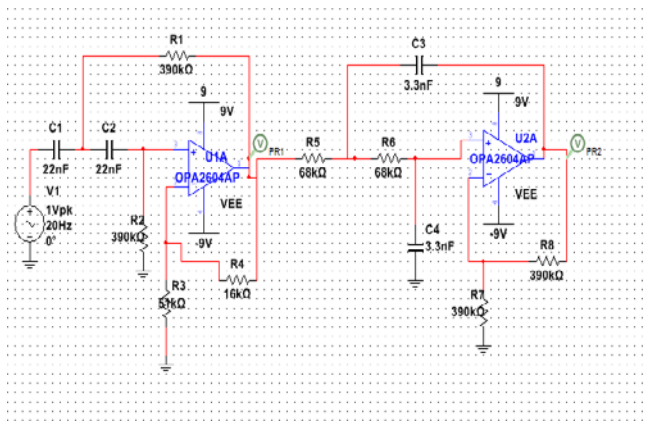 R1
390kΩ
C1
22nF
C2
22nF
V1
1Vpk
20Hz
0°
R2
390kΩ
R3
51kΩ
R4
16kΩ
9
9V
3
U1A
OPA2604AP
VEE
-9V
V
PR1
R5
68kΩ
R6
68kΩ
C3
3.3nF
C4
3.3nF
9
9V
U2A
OPA2604AP
VEE
-9V
V
PR2
R7
390kΩ
R8
390kΩ